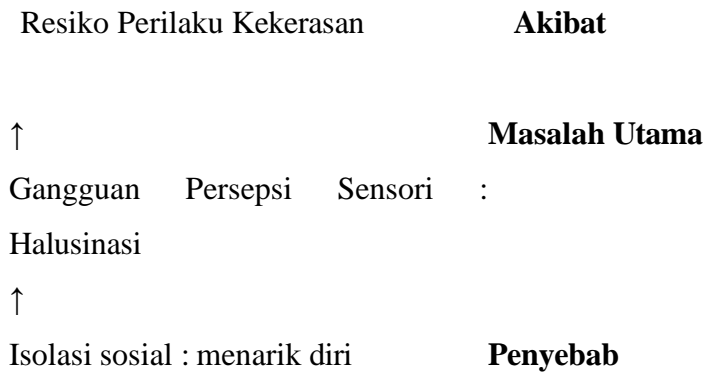 Resiko Perilaku Kekerasan Akibat
↑ Masalah Utama
Gangguan Persepsi Sensori :
Halusinasi
↑
Isolasi sosial : menarik diri Penyebab